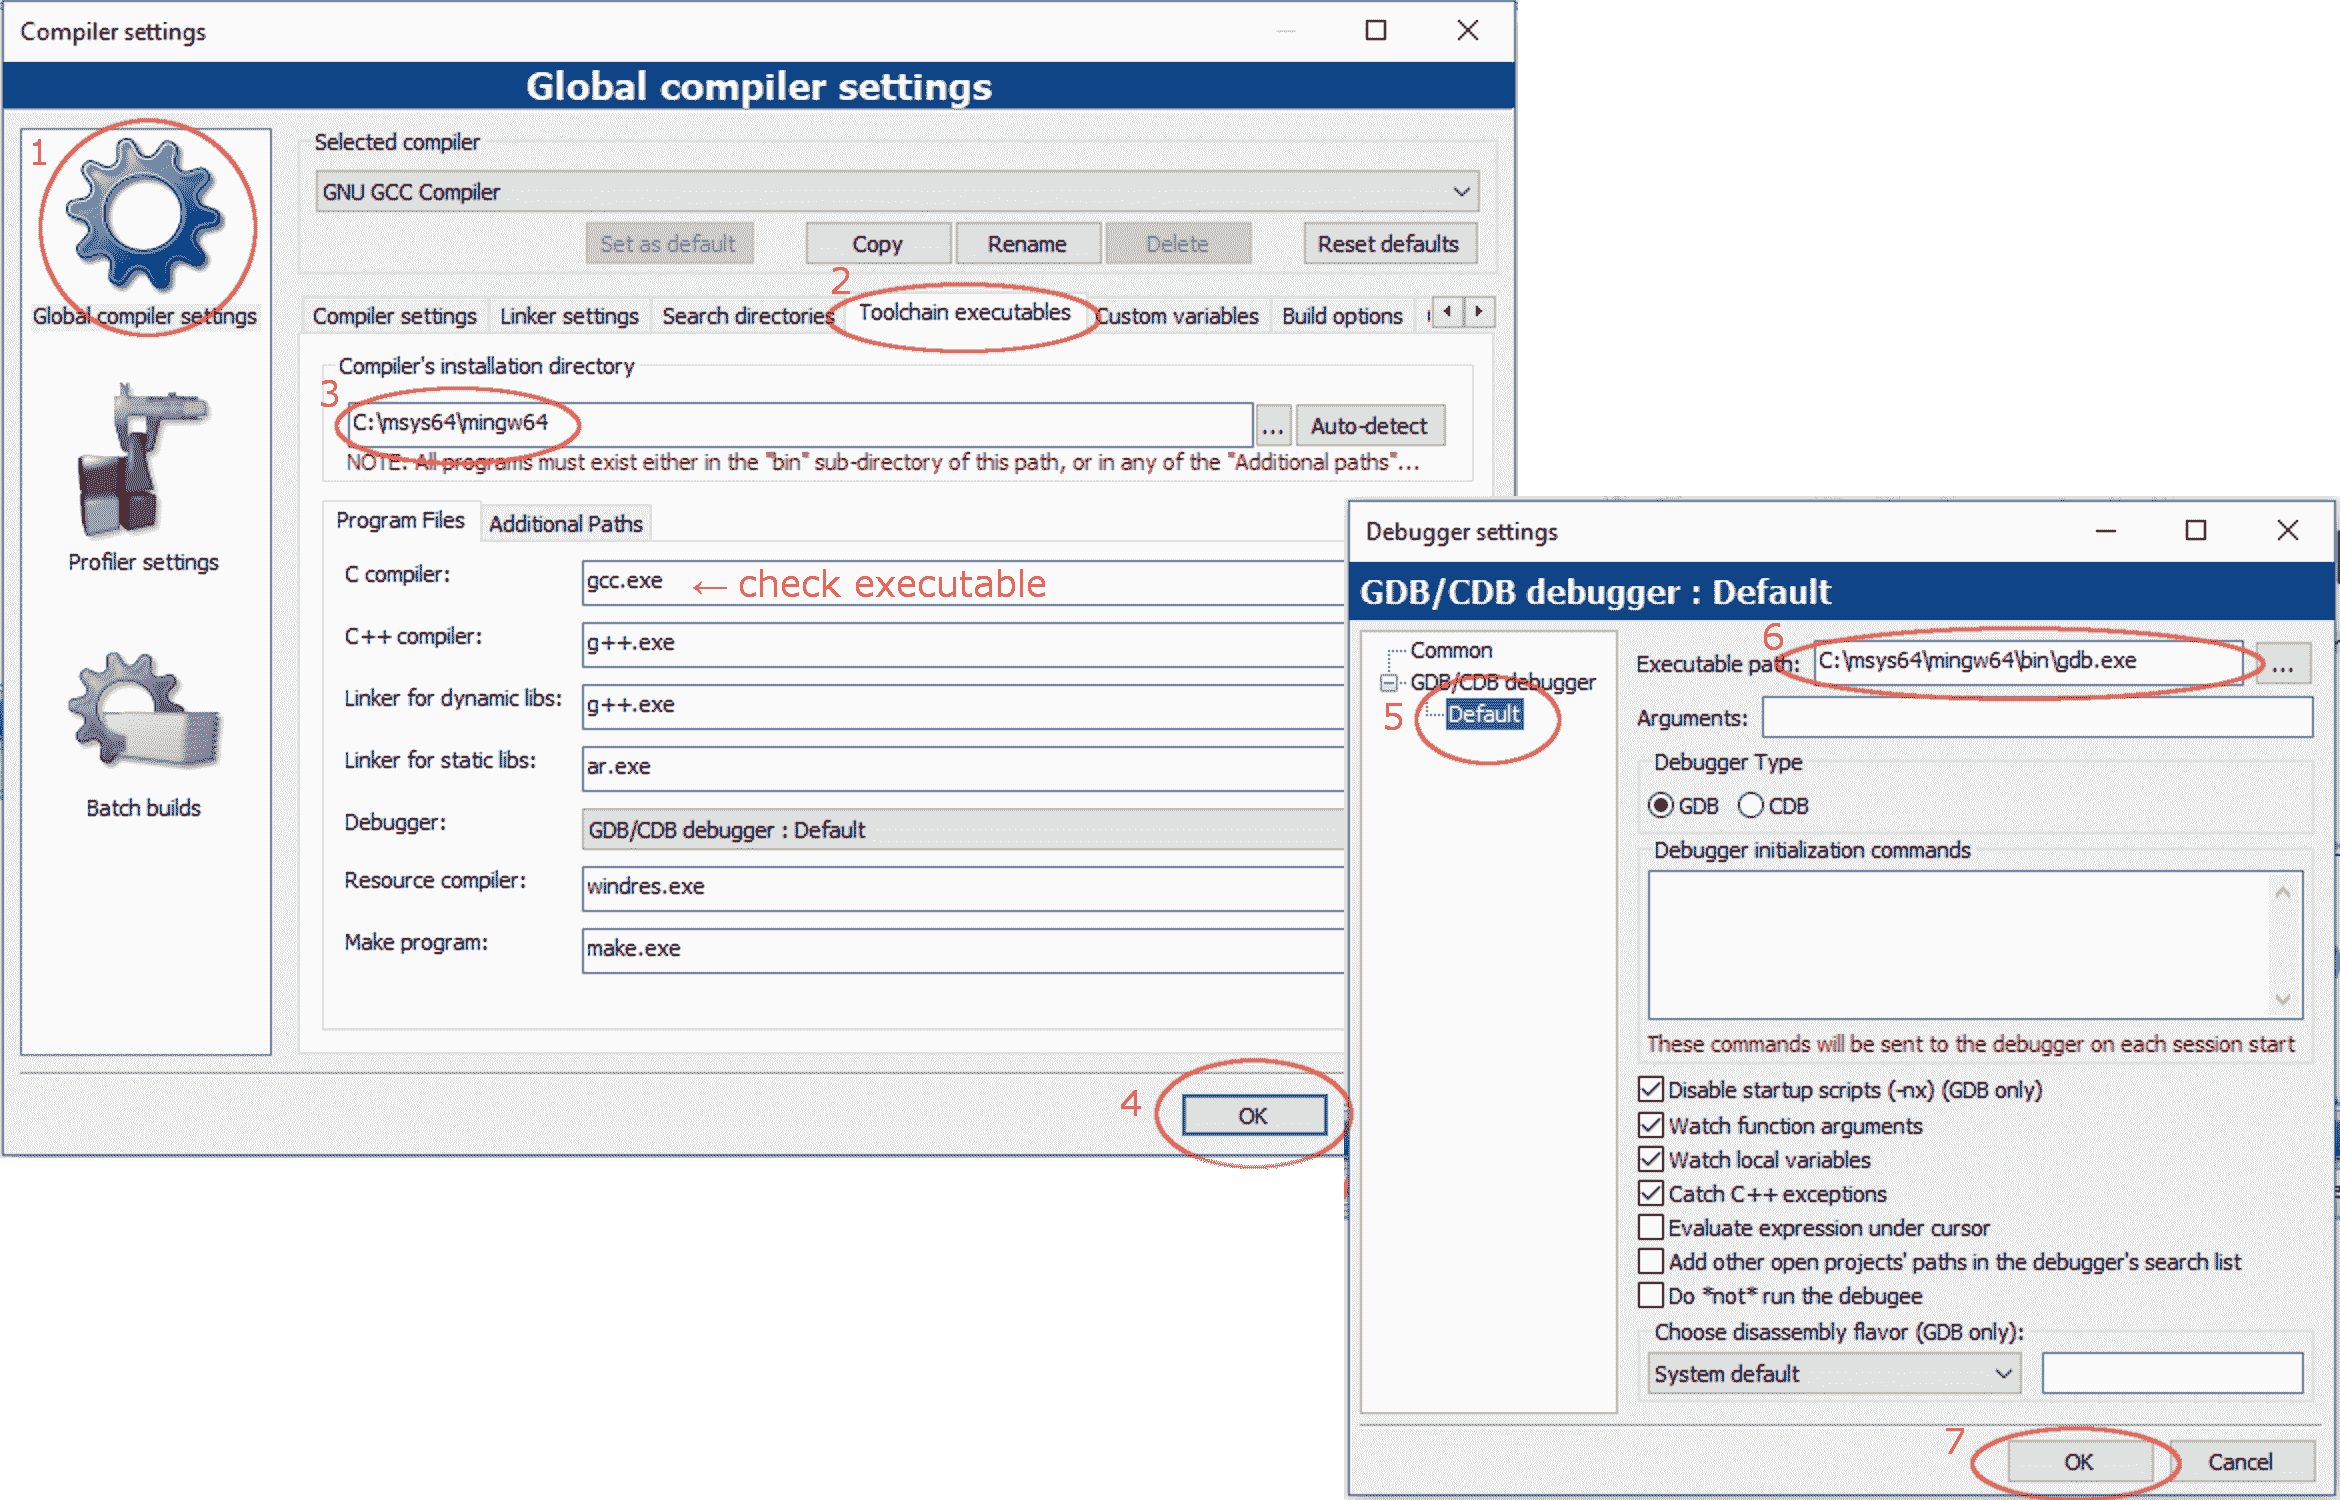 Compiler settings
Global compiler settings
1
Global compiler settings
Profiler settings
Batch builds
Selected compiler
GNU GCC Compiler
Set as default
Copy
Rename
Delete
Reset defaults
2
Compiler settings
Linker settings
Search directories
Toolchain executables
Custom variables
Build options
Compiler's installation directory
3
C:\msys64\mingw64
...
Auto-detect
NOTE: All programs must exist either in the "bin" sub-directory of this path, or in any of the "Additional paths"...
Program Files
Additional Paths
C compiler:
gcc.exe
← check executable
C++ compiler:
g++.exe
Linker for dynamic libs:
g++.exe
Linker for static libs:
ar.exe
Debugger:
GDB/CDB debugger : Default
Resource compiler:
windres.exe
Make program:
make.exe
4
OK
Debugger settings
GDB/CDB debugger : Default
Common
GDB/CDB debugger
5
Default
6
Executable path:
C:\msys64\mingw64\bin\gdb.exe
...
Arguments:
Debugger Type
GDB
CDB
Debugger initialization commands
These commands will be sent to the debugger on each session start
Disable startup scripts (-nx) (GDB only)
Watch function arguments
Watch local variables
Catch C++ exceptions
Evaluate expression under cursor
Add other open projects' paths in the debugger's search list
Do *not* run the debugee
Choose disassembly flavor (GDB only):
System default
7
OK
Cancel